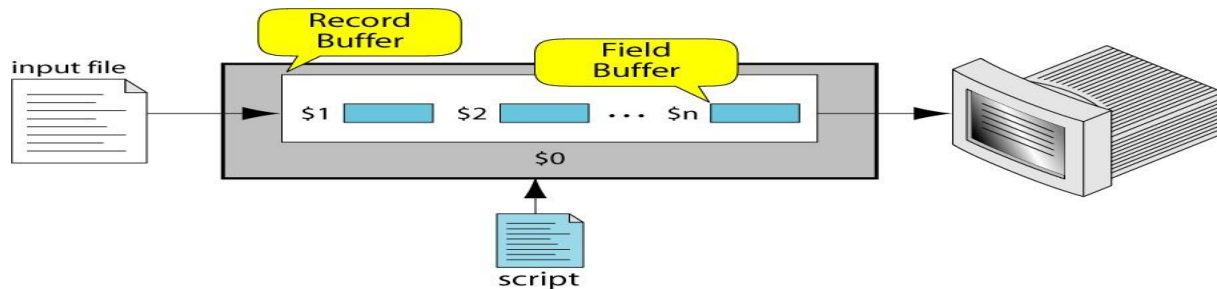 Record
Buffer
input file
Field
Buffer
$1
$2
...
$n
$0
script